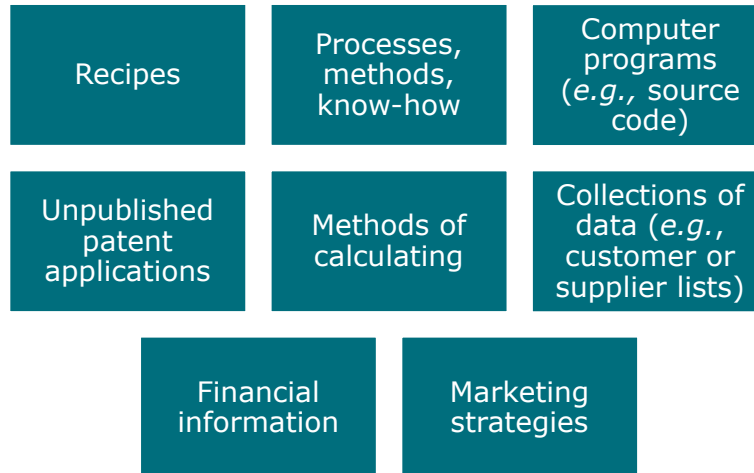 Recipes
Processes,
methods,
know-how
Computer
programs
(e.g., source
code)
Unpublished
patent
applications
Methods of
calculating
Collections of
data (e.g.,
customer or
supplier lists)
Financial
information
Marketing
strategies